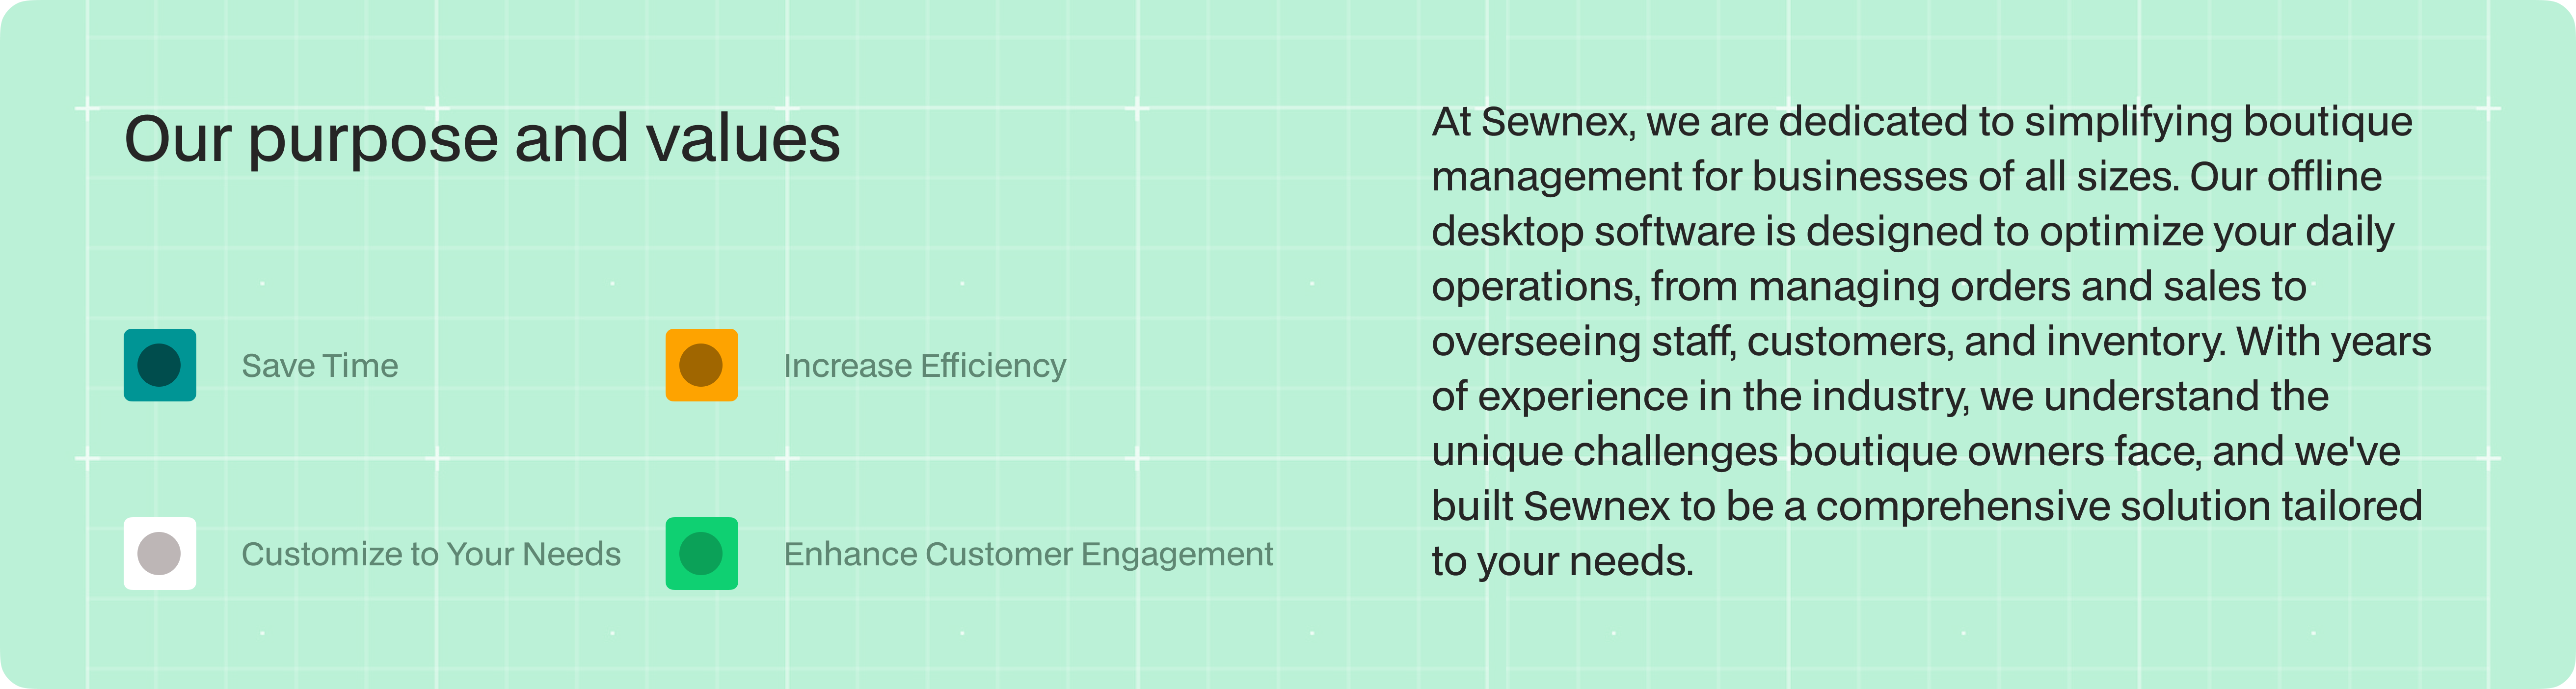 Our purpose and values
Save Time
Increase Efficiency
Customize to Your Needs
Enhance Customer Engagement
At Sewnex, we are dedicated to simplifying boutique
management for businesses of all sizes. Our offline
desktop software is designed to optimize your daily
operations, from managing orders and sales to
overseeing staff, customers, and inventory. With years
of experience in the industry, we understand the
unique challenges boutique owners face, and we've
built Sewnex to be a comprehensive solution tailored
to your needs.